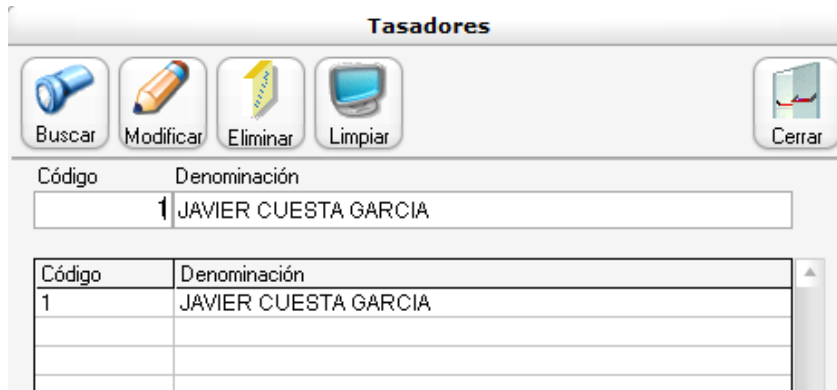 Tasadores
Buscar Modificar Eliminar Limpiar Cerrar
Código Denominación
1 JAVIER CUESTA GARCIA
Código Denominación
1 JAVIER CUESTA GARCIA